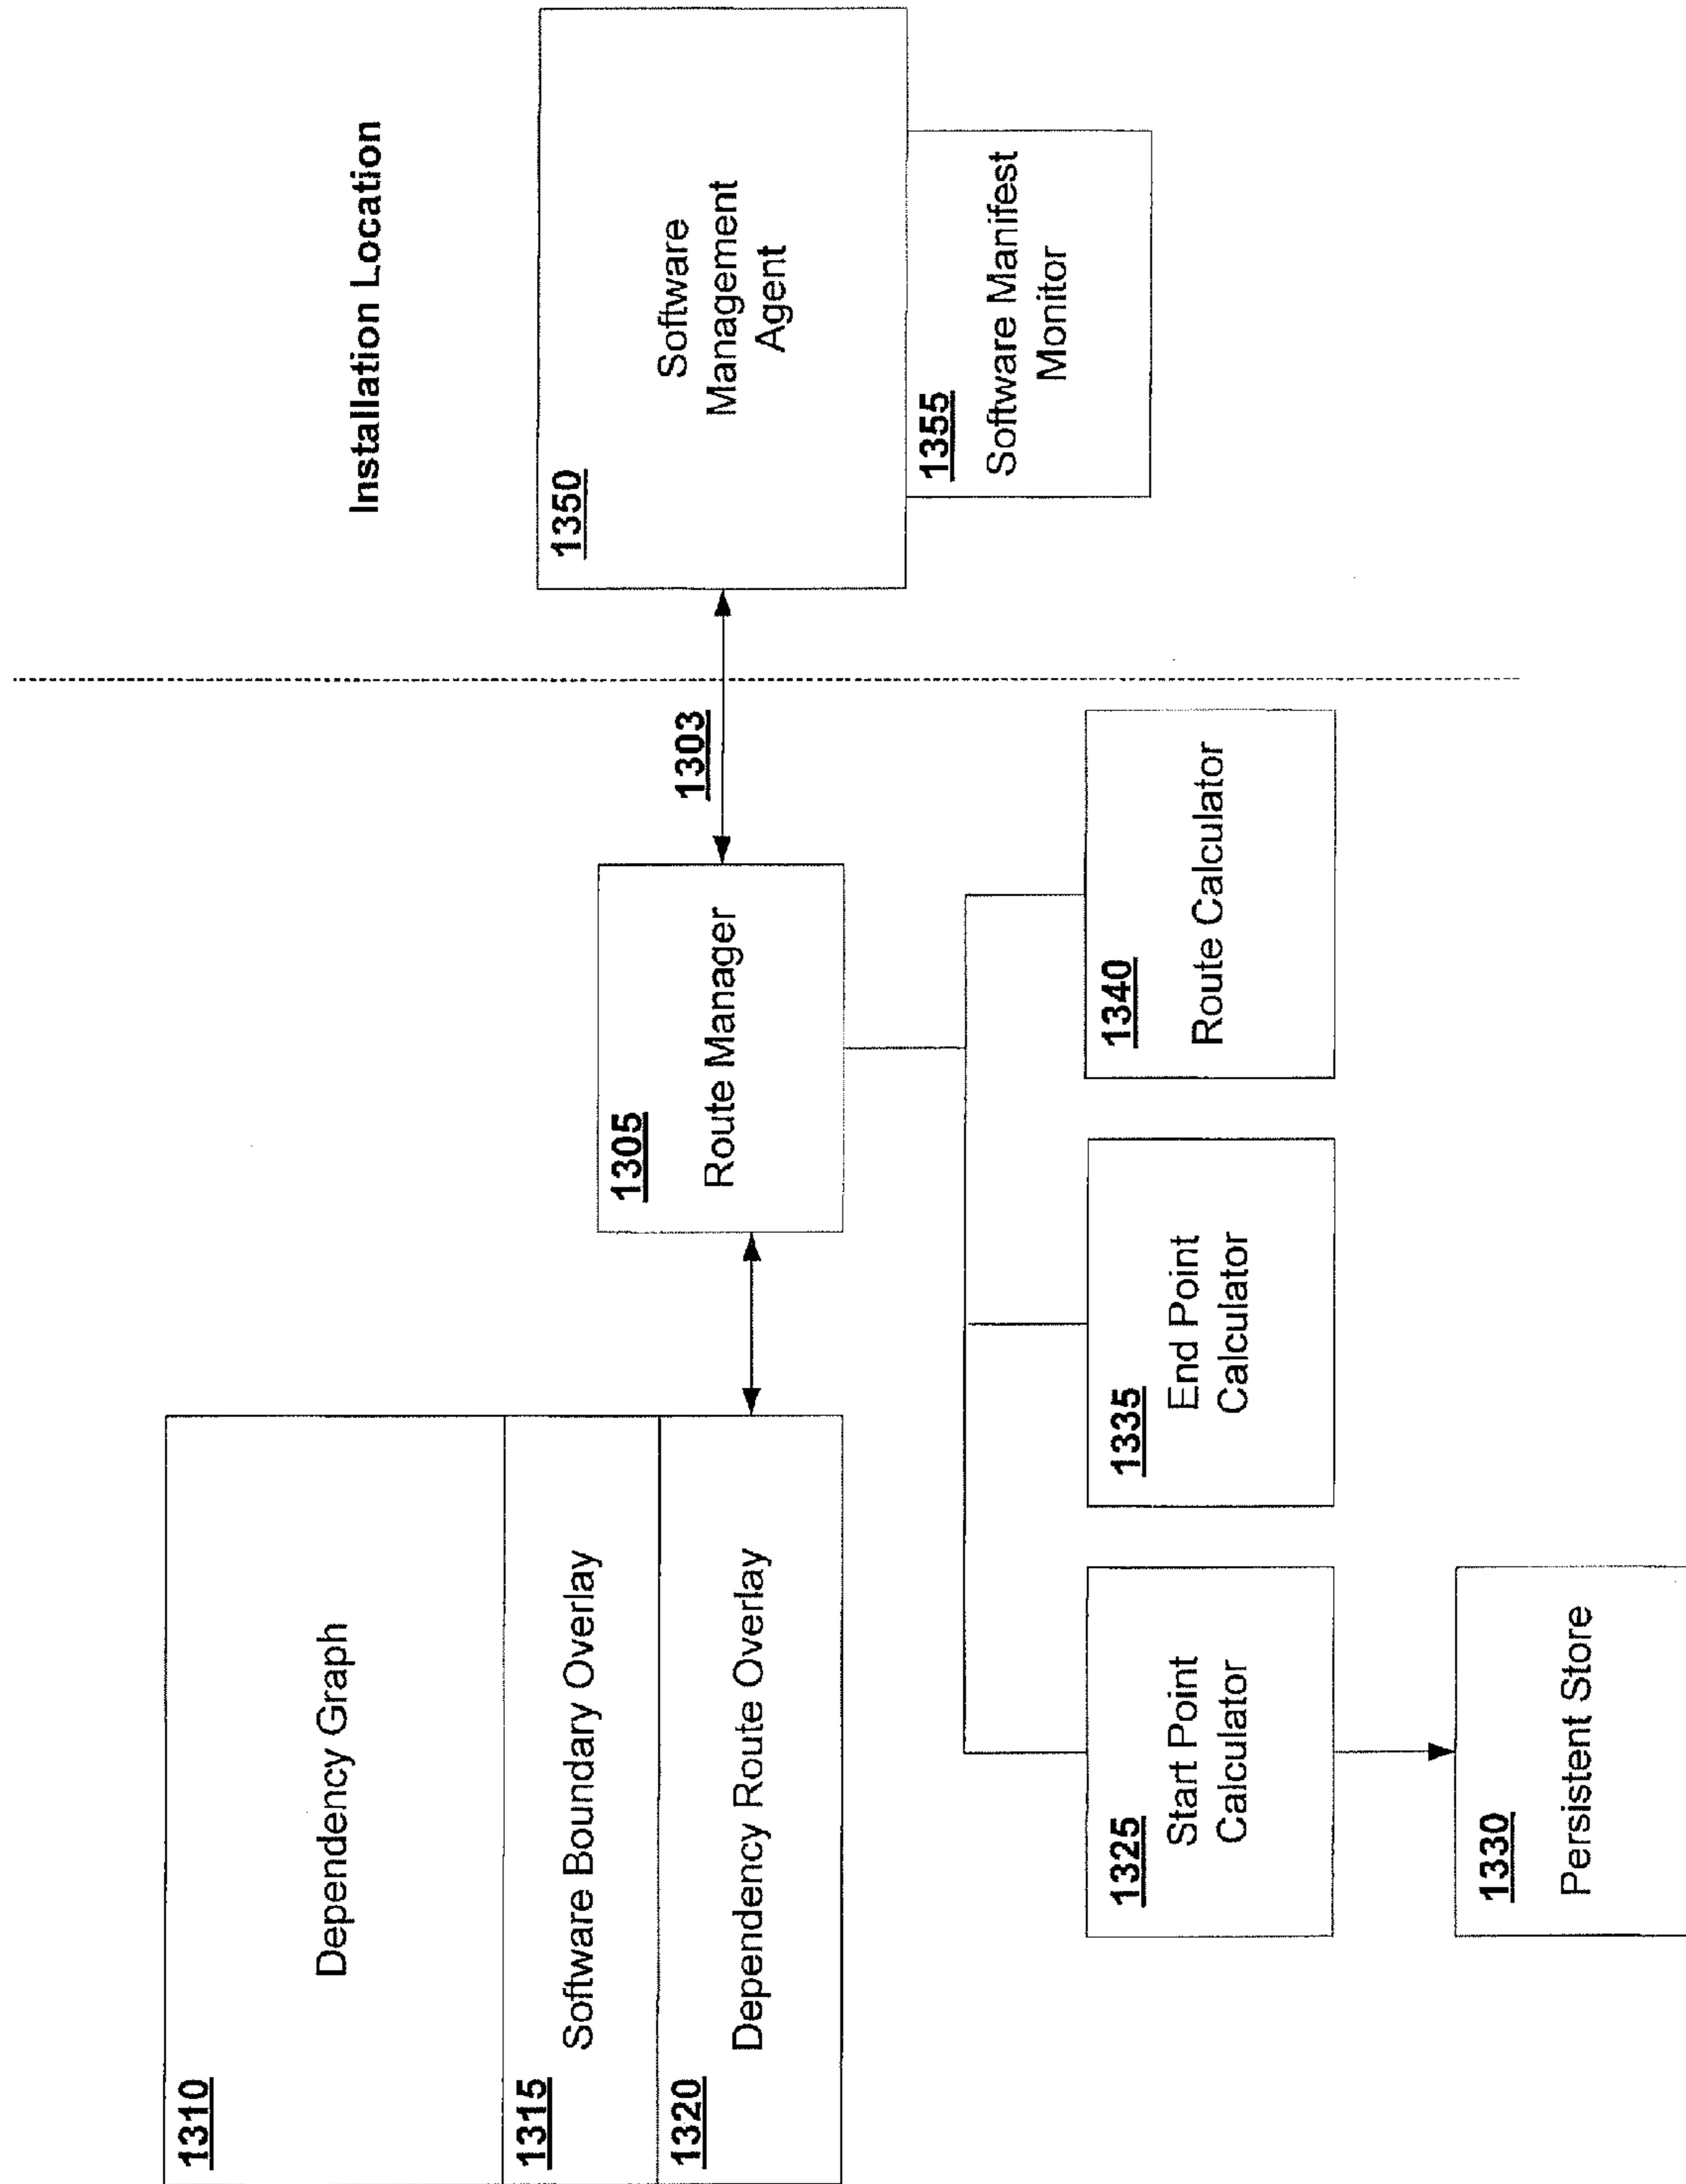 Installation Location
1310
Dependency Graph
1315
Software Boundary Overlay
1320
Dependency Route Overlay
1305
Route Manager
1303
1350
Software
Management
Agent
1355
Software Manifest
Monitor
1325
Start Point
Calculator
1335
End Point
Calculator
1340
Route Calculator
1330
Persistent Store